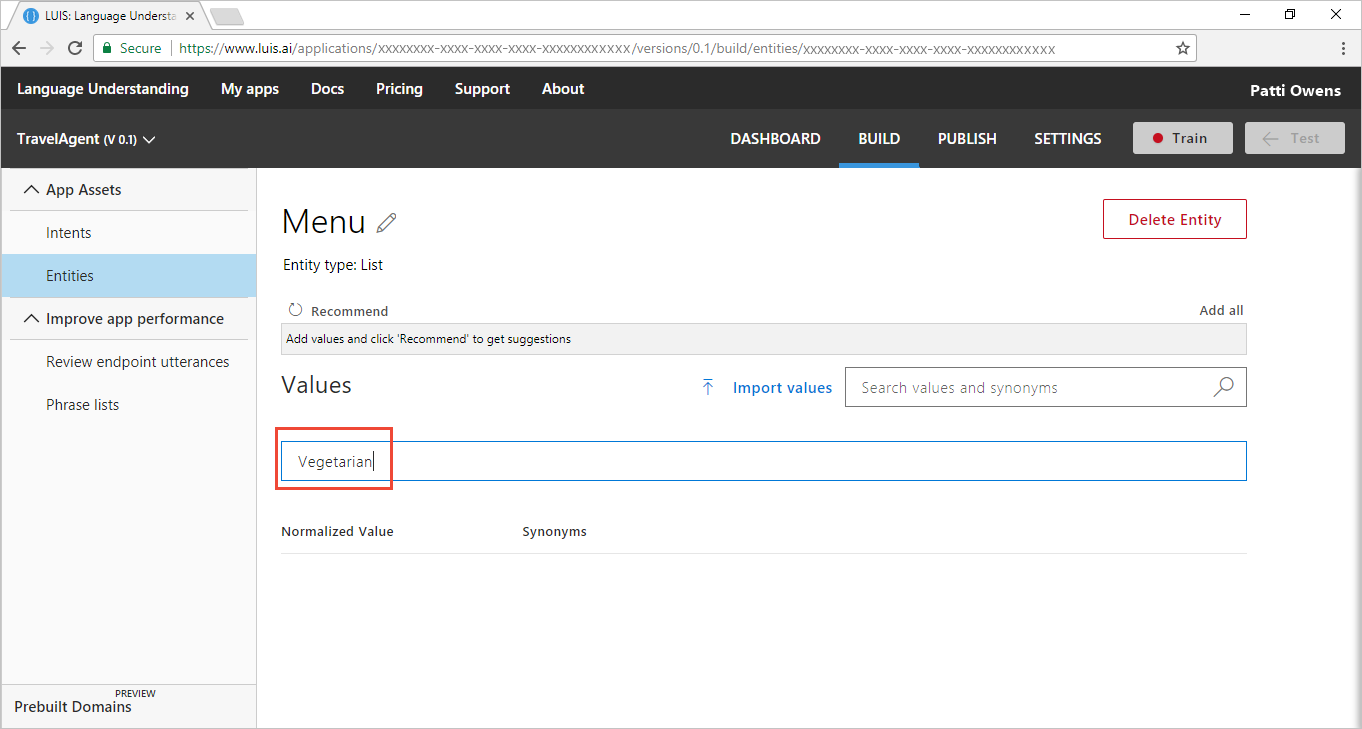 LUIS: Language Understa
Secure https://www.luis.ai/applications/xxxxxxxx-xxxx-xxxx-xxxx-xxxxxxxxxxxx/versions/0.1/build/entities/xxxxxxxx-xxxx-xxxx-xxxx-xxxxxxxxxxxx
Language Understanding My apps Docs Pricing Support About Patti Owens
TravelAgent (V 0.1) DASHBOARD BUILD PUBLISH SETTINGS Train Test
App Assets
Intents
Entities
Improve app performance
Review endpoint utterances
Phrase lists
PREVIEW
Prebuilt Domains
Menu
Delete Entity
Entity type: List
Recommend Add all
Add values and click 'Recommend' to get suggestions
Values Import values Search values and synonyms
Vegetarian
Normalized Value Synonyms